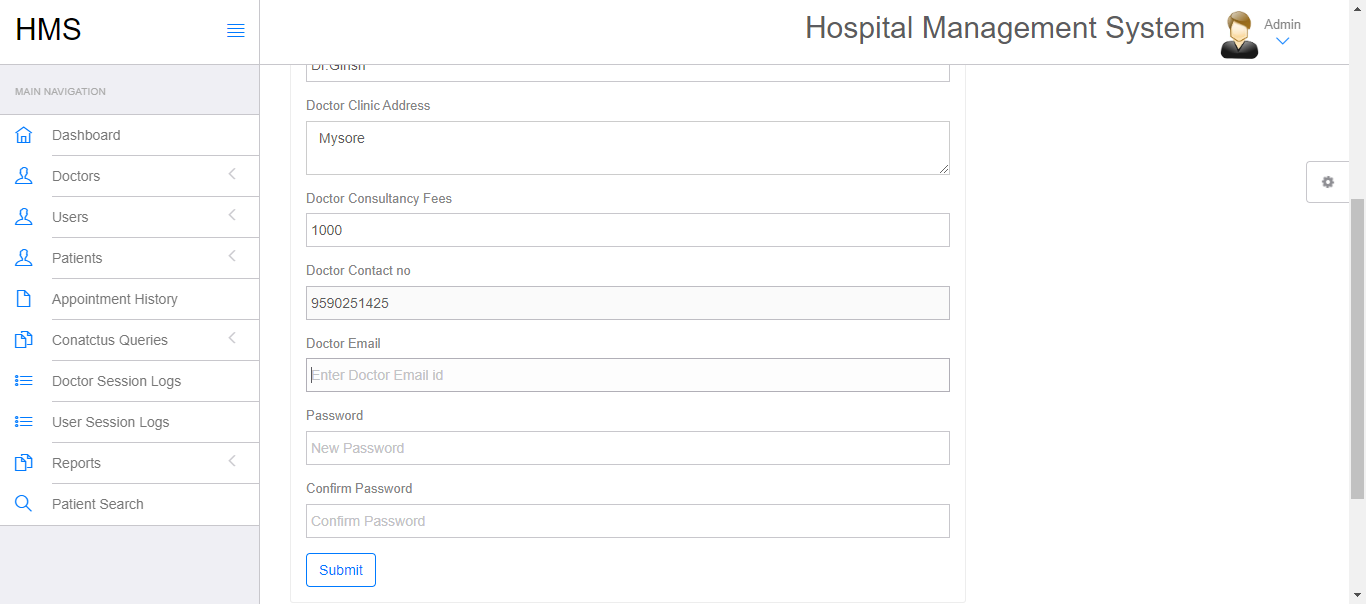 HMS
Hospital Management System
Admin
MAIN NAVIGATION
Dashboard
Doctors
Users
Patients
Appointment History
Conatctus Queries
Doctor Session Logs
User Session Logs
Reports
Patient Search
Dr.Girish
Doctor Clinic Address
Mysore
Doctor Consultancy Fees
1000
Doctor Contact no
9590251425
Doctor Email
Enter Doctor Email id
Password
New Password
Confirm Password
Confirm Password
Submit